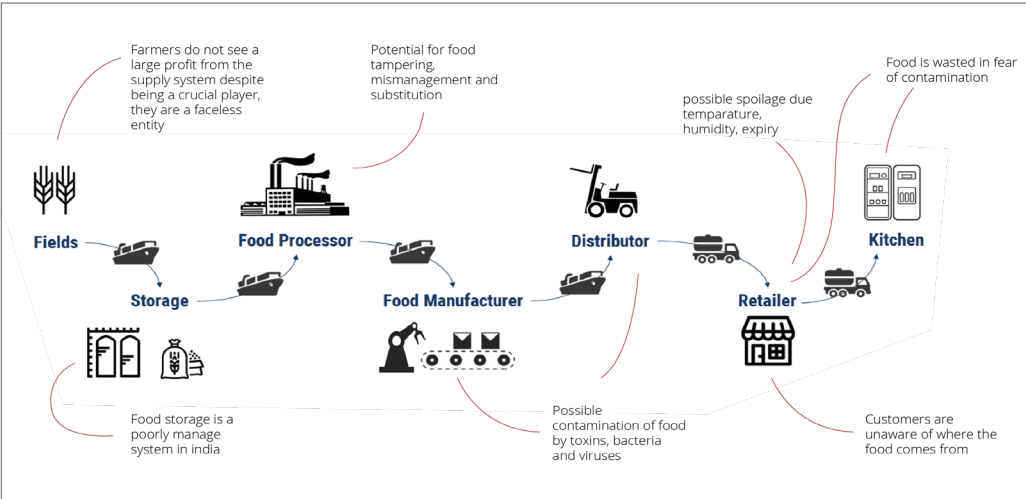 Farmers do not see a
large profit from the
supply system despite
being a crucial player,
they are a faceless
entity
Potential for food
tampering,
mismanagement and
substitution
possible spoilage due
temparature,
humidity, expiry
Food is wasted in fear
of contamination
Fields
Food Processor
Distributor
Kitchen
Storage
Food Manufacturer
Retailer
Food storage is a
poorly manage
system in india
Possible
contamination of food
by toxins, bacteria
and viruses
Customers are
unaware of where the
food comes from